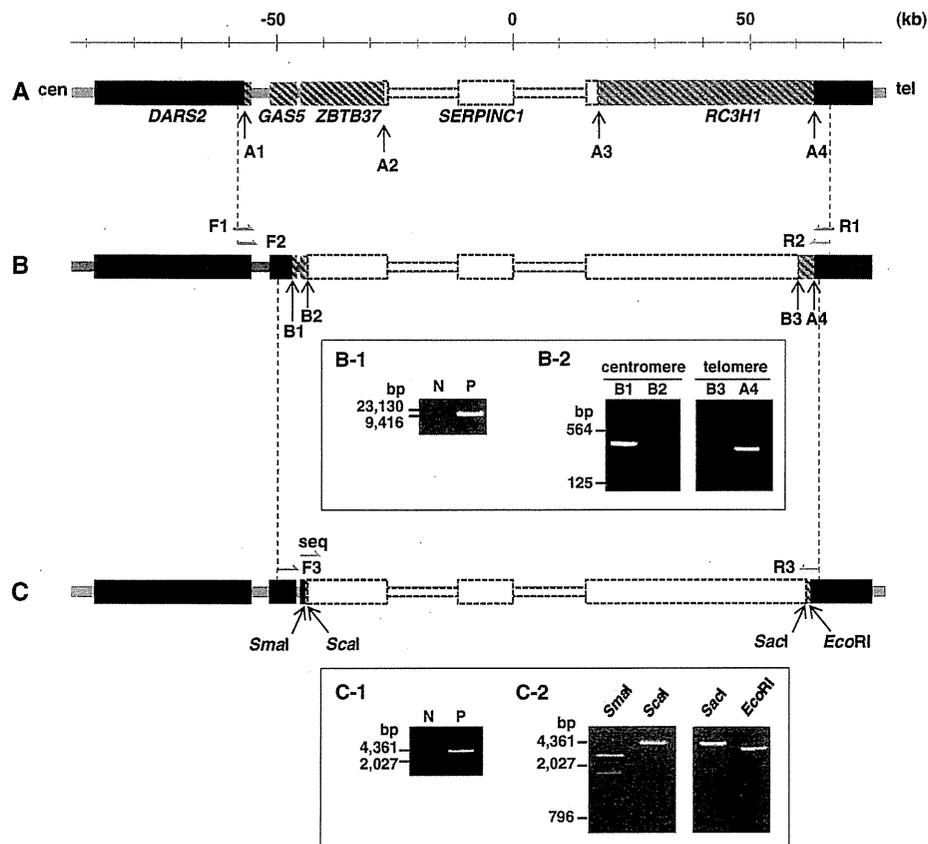 -50 0 50 (kb)
A cen tel
DARS2 GAS5 ZBTB37 SERPINC1 RC3H1
A1 A2 A3 A4
F1 R1
F2 R2
B
B1 B2 B3 A4
B-1 B-2
centromere telomere
bp N P B1 B2 B3 A4
23,130
9,416
bp
564
125
seq
F3 R3
C
SmaI ScaI SacI EcoRI
C-1 C-2
N P SmaI ScaI SacI EcoRI
bp bp
4,361 4,361
2,027 2,027
796